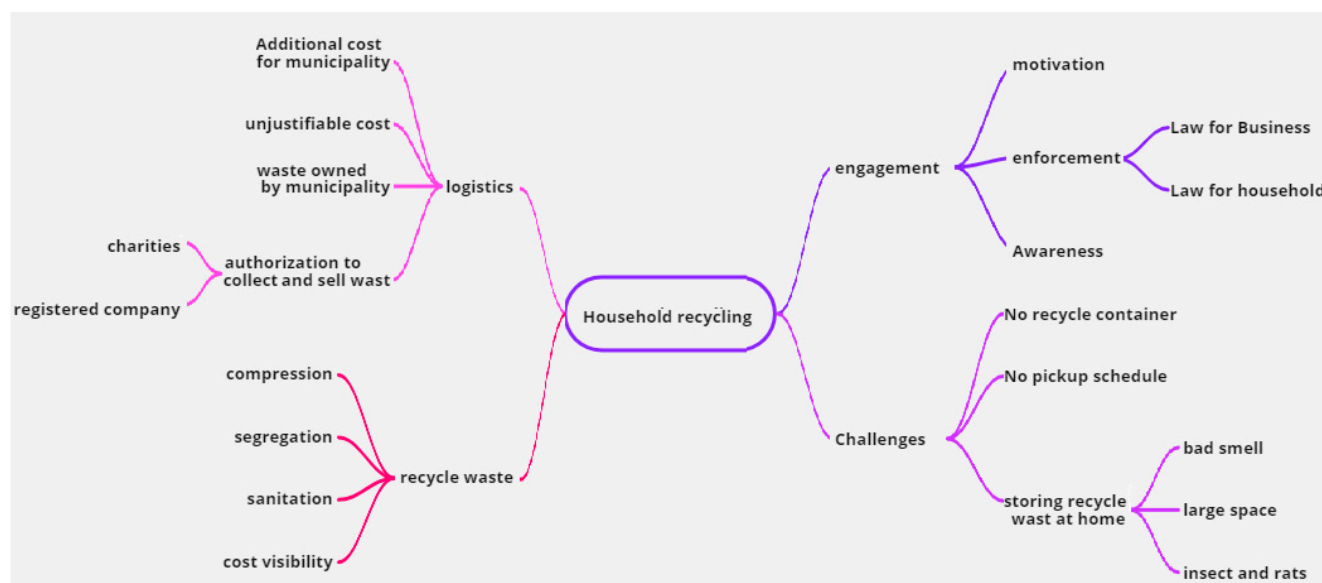 Additional cost
for municipality
unjustifiable cost
waste owned
by municipality
logistics
charities
authorization to
collect and sell wast
registered company
compression
segregation
recycle waste
sanitation
cost visibility
Household recycling
motivation
engagement
enforcement
Law for Business
Law for household
Awareness
No recycle container
No pickup schedule
Challenges
storing recycle
wast at home
bad smell
large space
insect and rats